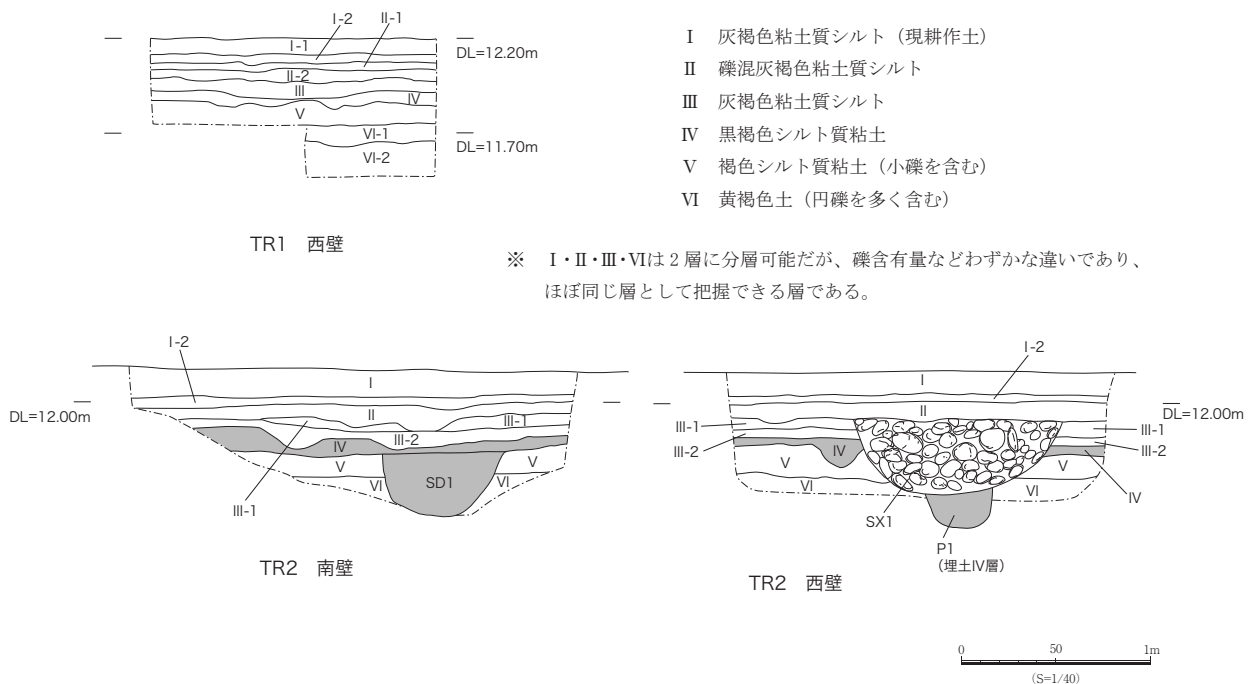 I-2
II-1
I-1
DL=12.20m
II-2
III
IV
V
VI-1
DL=11.70m
VI-2
TR1 西壁
Ⅰ 灰褐色粘土質シルト（現耕作土）
Ⅱ 礫混灰褐色粘土質シルト
Ⅲ 灰褐色粘土質シルト
Ⅳ 黒褐色シルト質粘土
Ⅴ 褐色シルト質粘土（小礫を含む）
Ⅵ 黄褐色土（円礫を多く含む）
※ Ⅰ・Ⅱ・Ⅲ・Ⅵは２層に分層可能だが、礫含有量などわずかな違いであり、
ほぼ同じ層として把握できる層である。
I-2
I
DL=12.00m
II
III-1
III-2
IV
V
V
VI
SD1
VI
III-1
TR2 南壁
I-2
I
DL=12.00m
II
III-1
III-1
III-2
IV
III-2
V
V
VI
VI
IV
SX1
P1
（埋土IV層）
TR2 西壁
0 50 1m
(S=1/40)